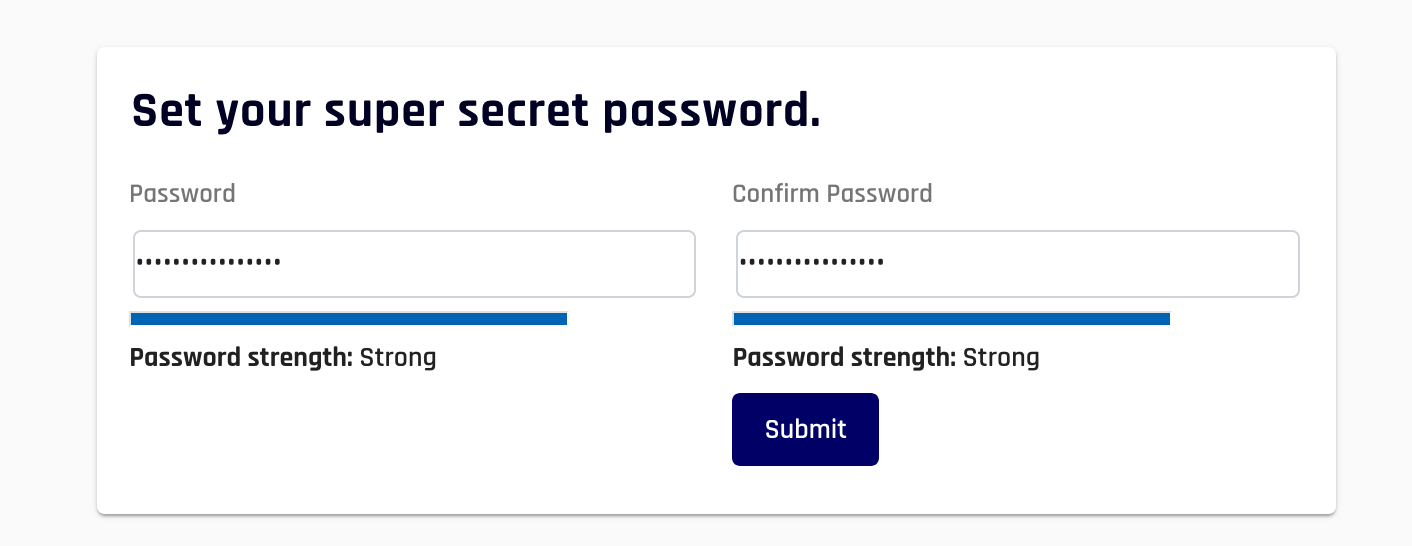 Set your super secret password.
Password
Confirm Password
••••••••••••••••
••••••••••••••••
Password strength: Strong
Password strength: Strong
Submit